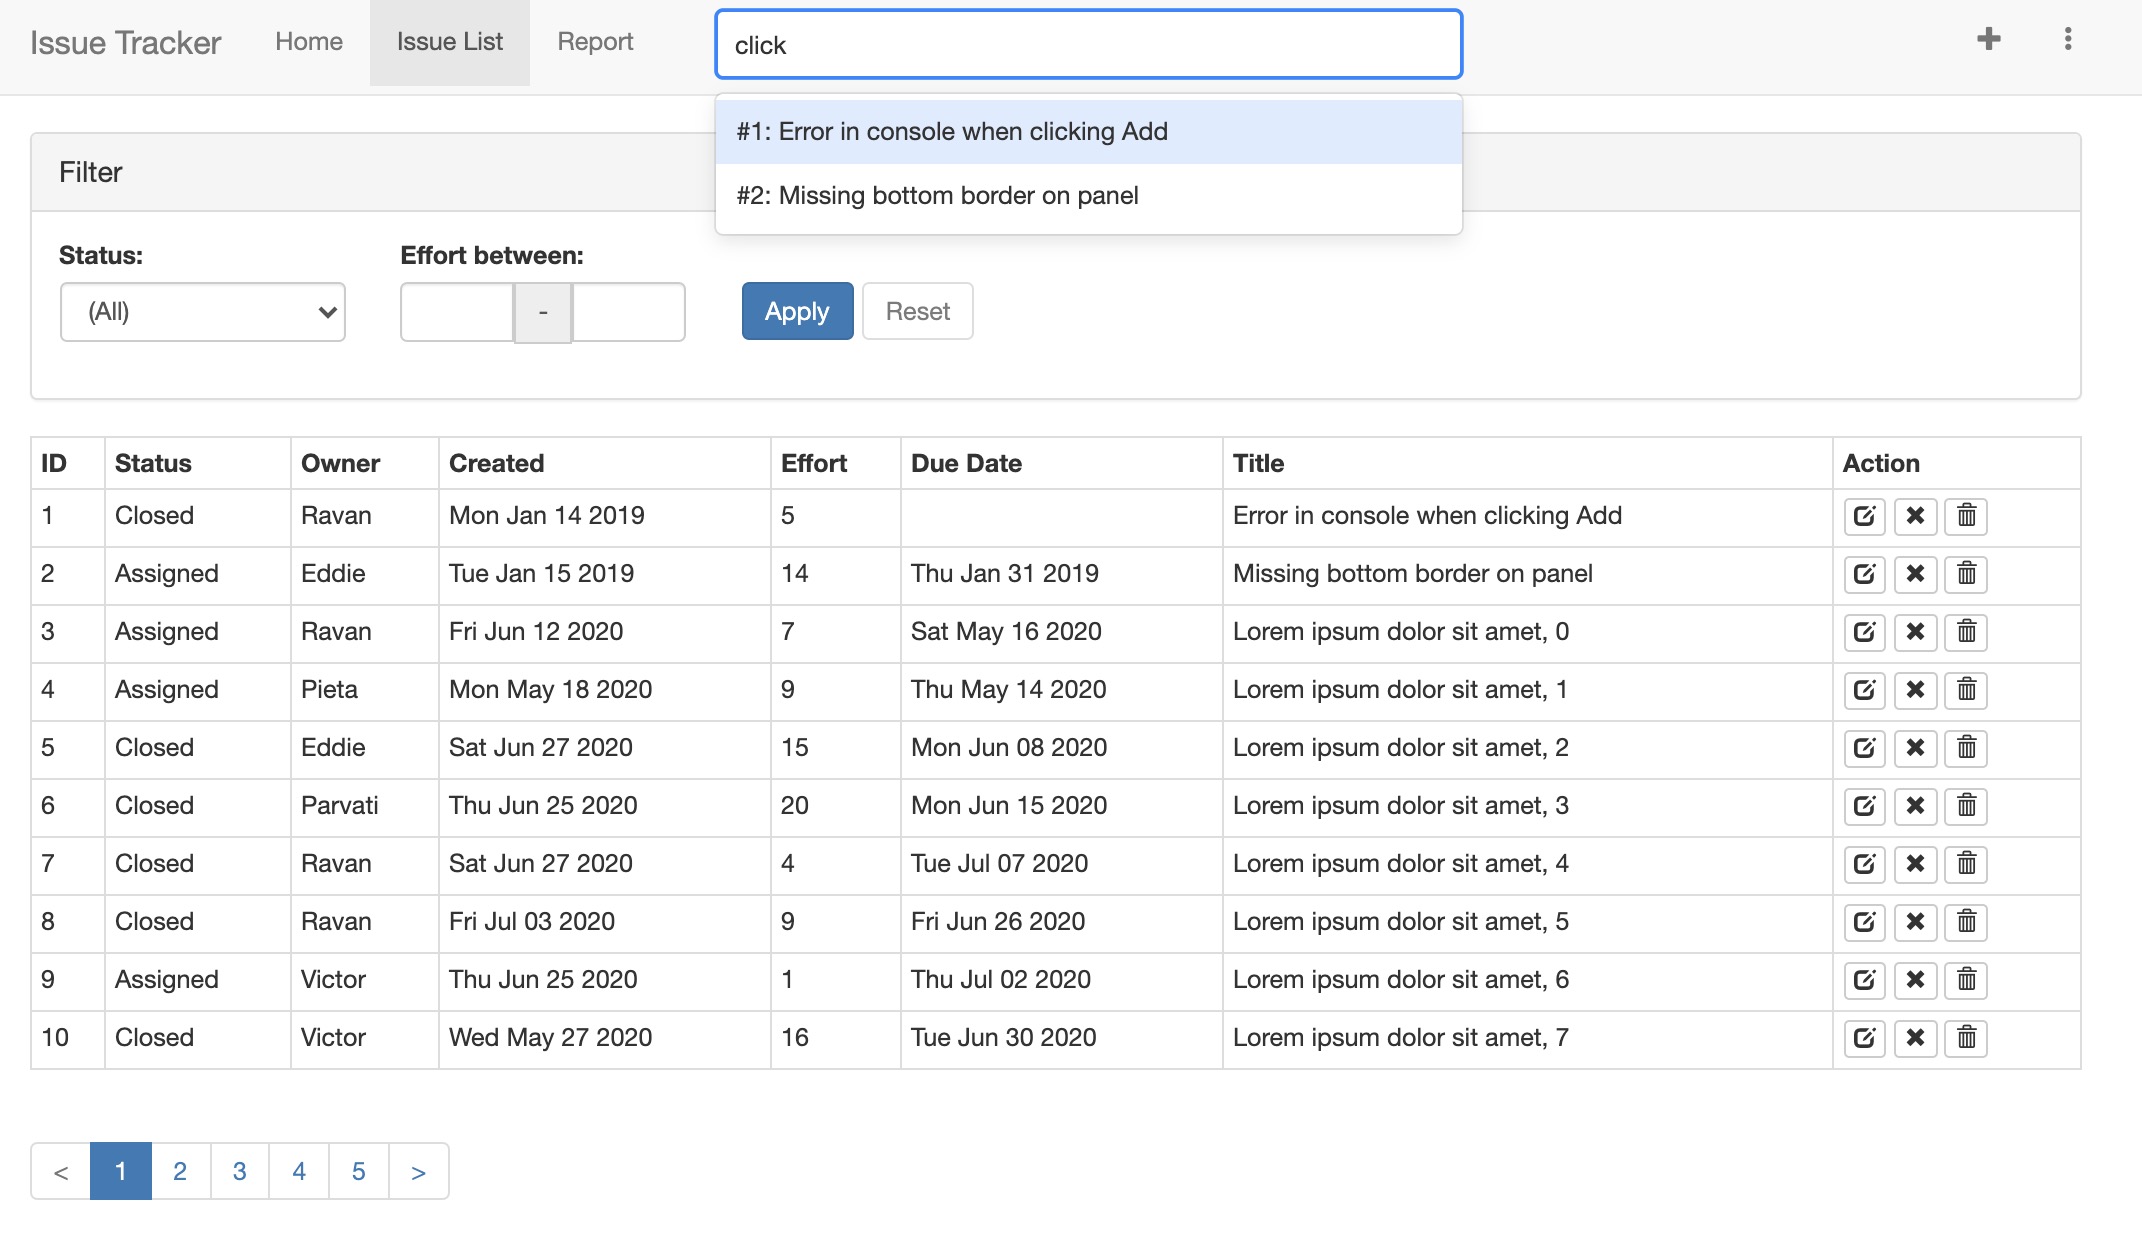 Issue Tracker Home Issue List Report click
#1: Error in console when clicking Add
#2: Missing bottom border on panel
Filter
Status: Effort between:
(All) - Apply Reset
ID Status Owner Created Effort Due Date Title Action
1 Closed Ravan Mon Jan 14 2019 5 Error in console when clicking Add
2 Assigned Eddie Tue Jan 15 2019 14 Thu Jan 31 2019 Missing bottom border on panel
3 Assigned Ravan Fri Jun 12 2020 7 Sat May 16 2020 Lorem ipsum dolor sit amet, 0
4 Assigned Pieta Mon May 18 2020 9 Thu May 14 2020 Lorem ipsum dolor sit amet, 1
5 Closed Eddie Sat Jun 27 2020 15 Mon Jun 08 2020 Lorem ipsum dolor sit amet, 2
6 Closed Parvati Thu Jun 25 2020 20 Mon Jun 15 2020 Lorem ipsum dolor sit amet, 3
7 Closed Ravan Sat Jun 27 2020 4 Tue Jul 07 2020 Lorem ipsum dolor sit amet, 4
8 Closed Ravan Fri Jul 03 2020 9 Fri Jun 26 2020 Lorem ipsum dolor sit amet, 5
9 Assigned Victor Thu Jun 25 2020 1 Thu Jul 02 2020 Lorem ipsum dolor sit amet, 6
10 Closed Victor Wed May 27 2020 16 Tue Jun 30 2020 Lorem ipsum dolor sit amet, 7
< 1 2 3 4 5 >